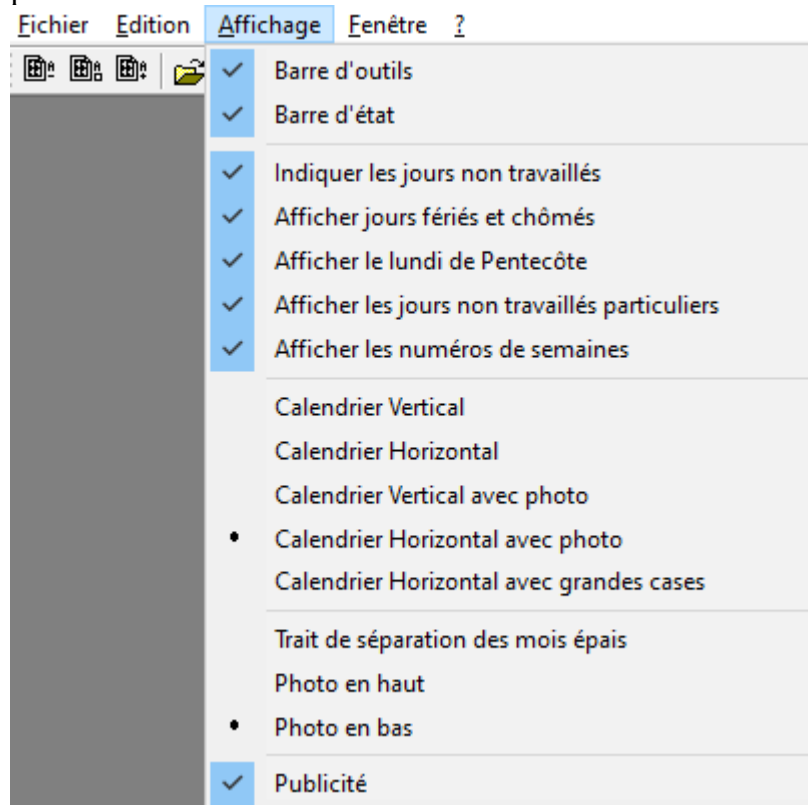 Fichier Edition Affichage Fenêtre ?
Barre d'outils
Barre d'état
Indiquer les jours non travaillés
Afficher jours fériés et chômés
Afficher le lundi de Pentecôte
Afficher les jours non travaillés particuliers
Afficher les numéros de semaines
Calendrier Vertical
Calendrier Horizontal
Calendrier Vertical avec photo
Calendrier Horizontal avec photo
Calendrier Horizontal avec grandes cases
Trait de séparation des mois épais
Photo en haut
Photo en bas
Publicité